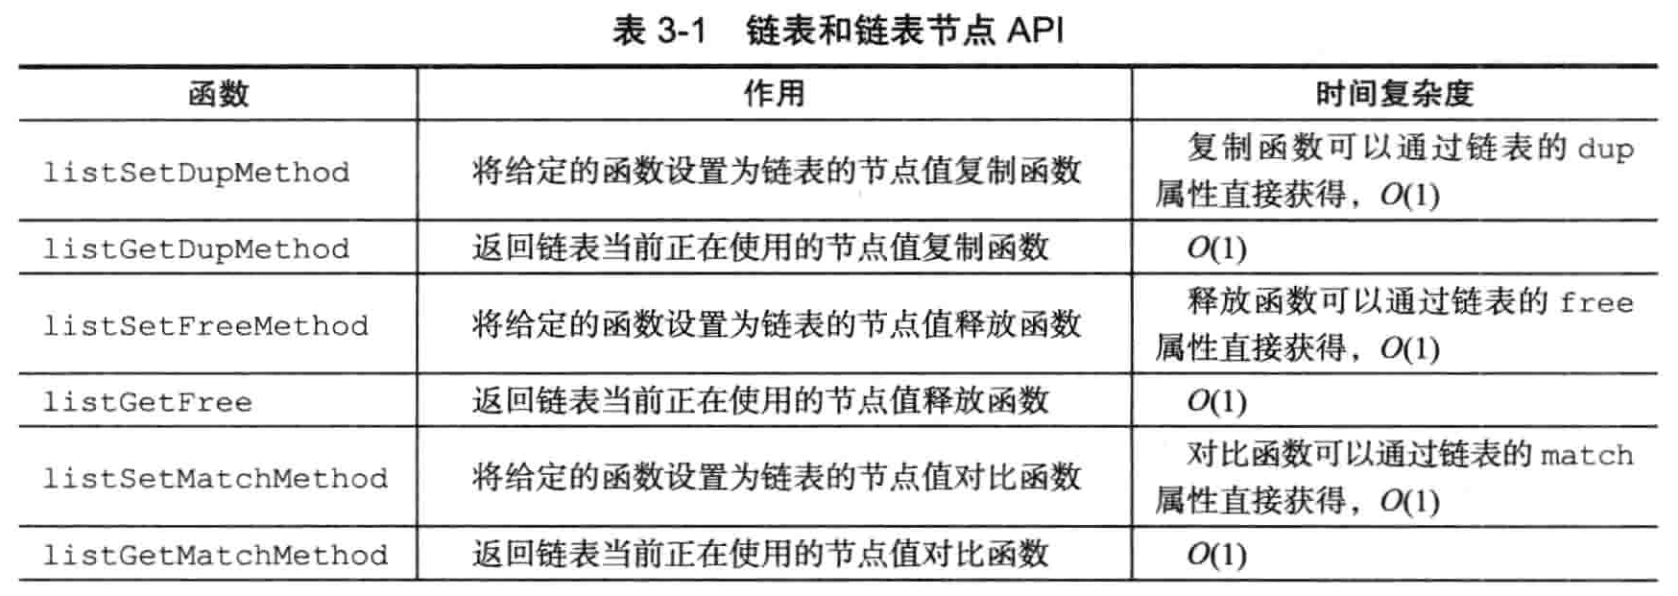 表 3-1 链表和链表节点 API
函数 作用 时间复杂度
listSetDupMethod 将给定的函数设置为链表的节点值复制函数 复制函数可以通过链表的 dup
属性直接获得，O(1)
listGetDupMethod 返回链表当前正在使用的节点值复制函数 O(1)
listSetFreeMethod 将给定的函数设置为链表的节点值释放函数 释放函数可以通过链表的 free
属性直接获得，O(1)
listGetFree 返回链表当前正在使用的节点值释放函数 O(1)
listSetMatchMethod 将给定的函数设置为链表的节点值对比函数 对比函数可以通过链表的 match
属性直接获得，O(1)
listGetMatchMethod 返回链表当前正在使用的节点值对比函数 O(1)